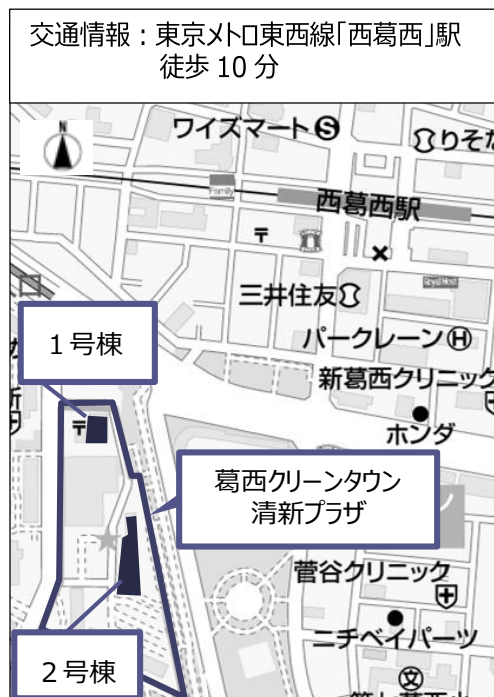 交通情報：東京メトロ東西線「西葛西」駅
徒歩 10 分
N
ワイズマート
S
りそな
Family
西葛西駅
〒
三井住友
Royal Host
パークレーン
H
1号棟
新葛西クリニック
〒
ホンダ
葛西クリーンタウン
清新プラザ
菅谷クリニック
ニチベイパーツ
2号棟
文